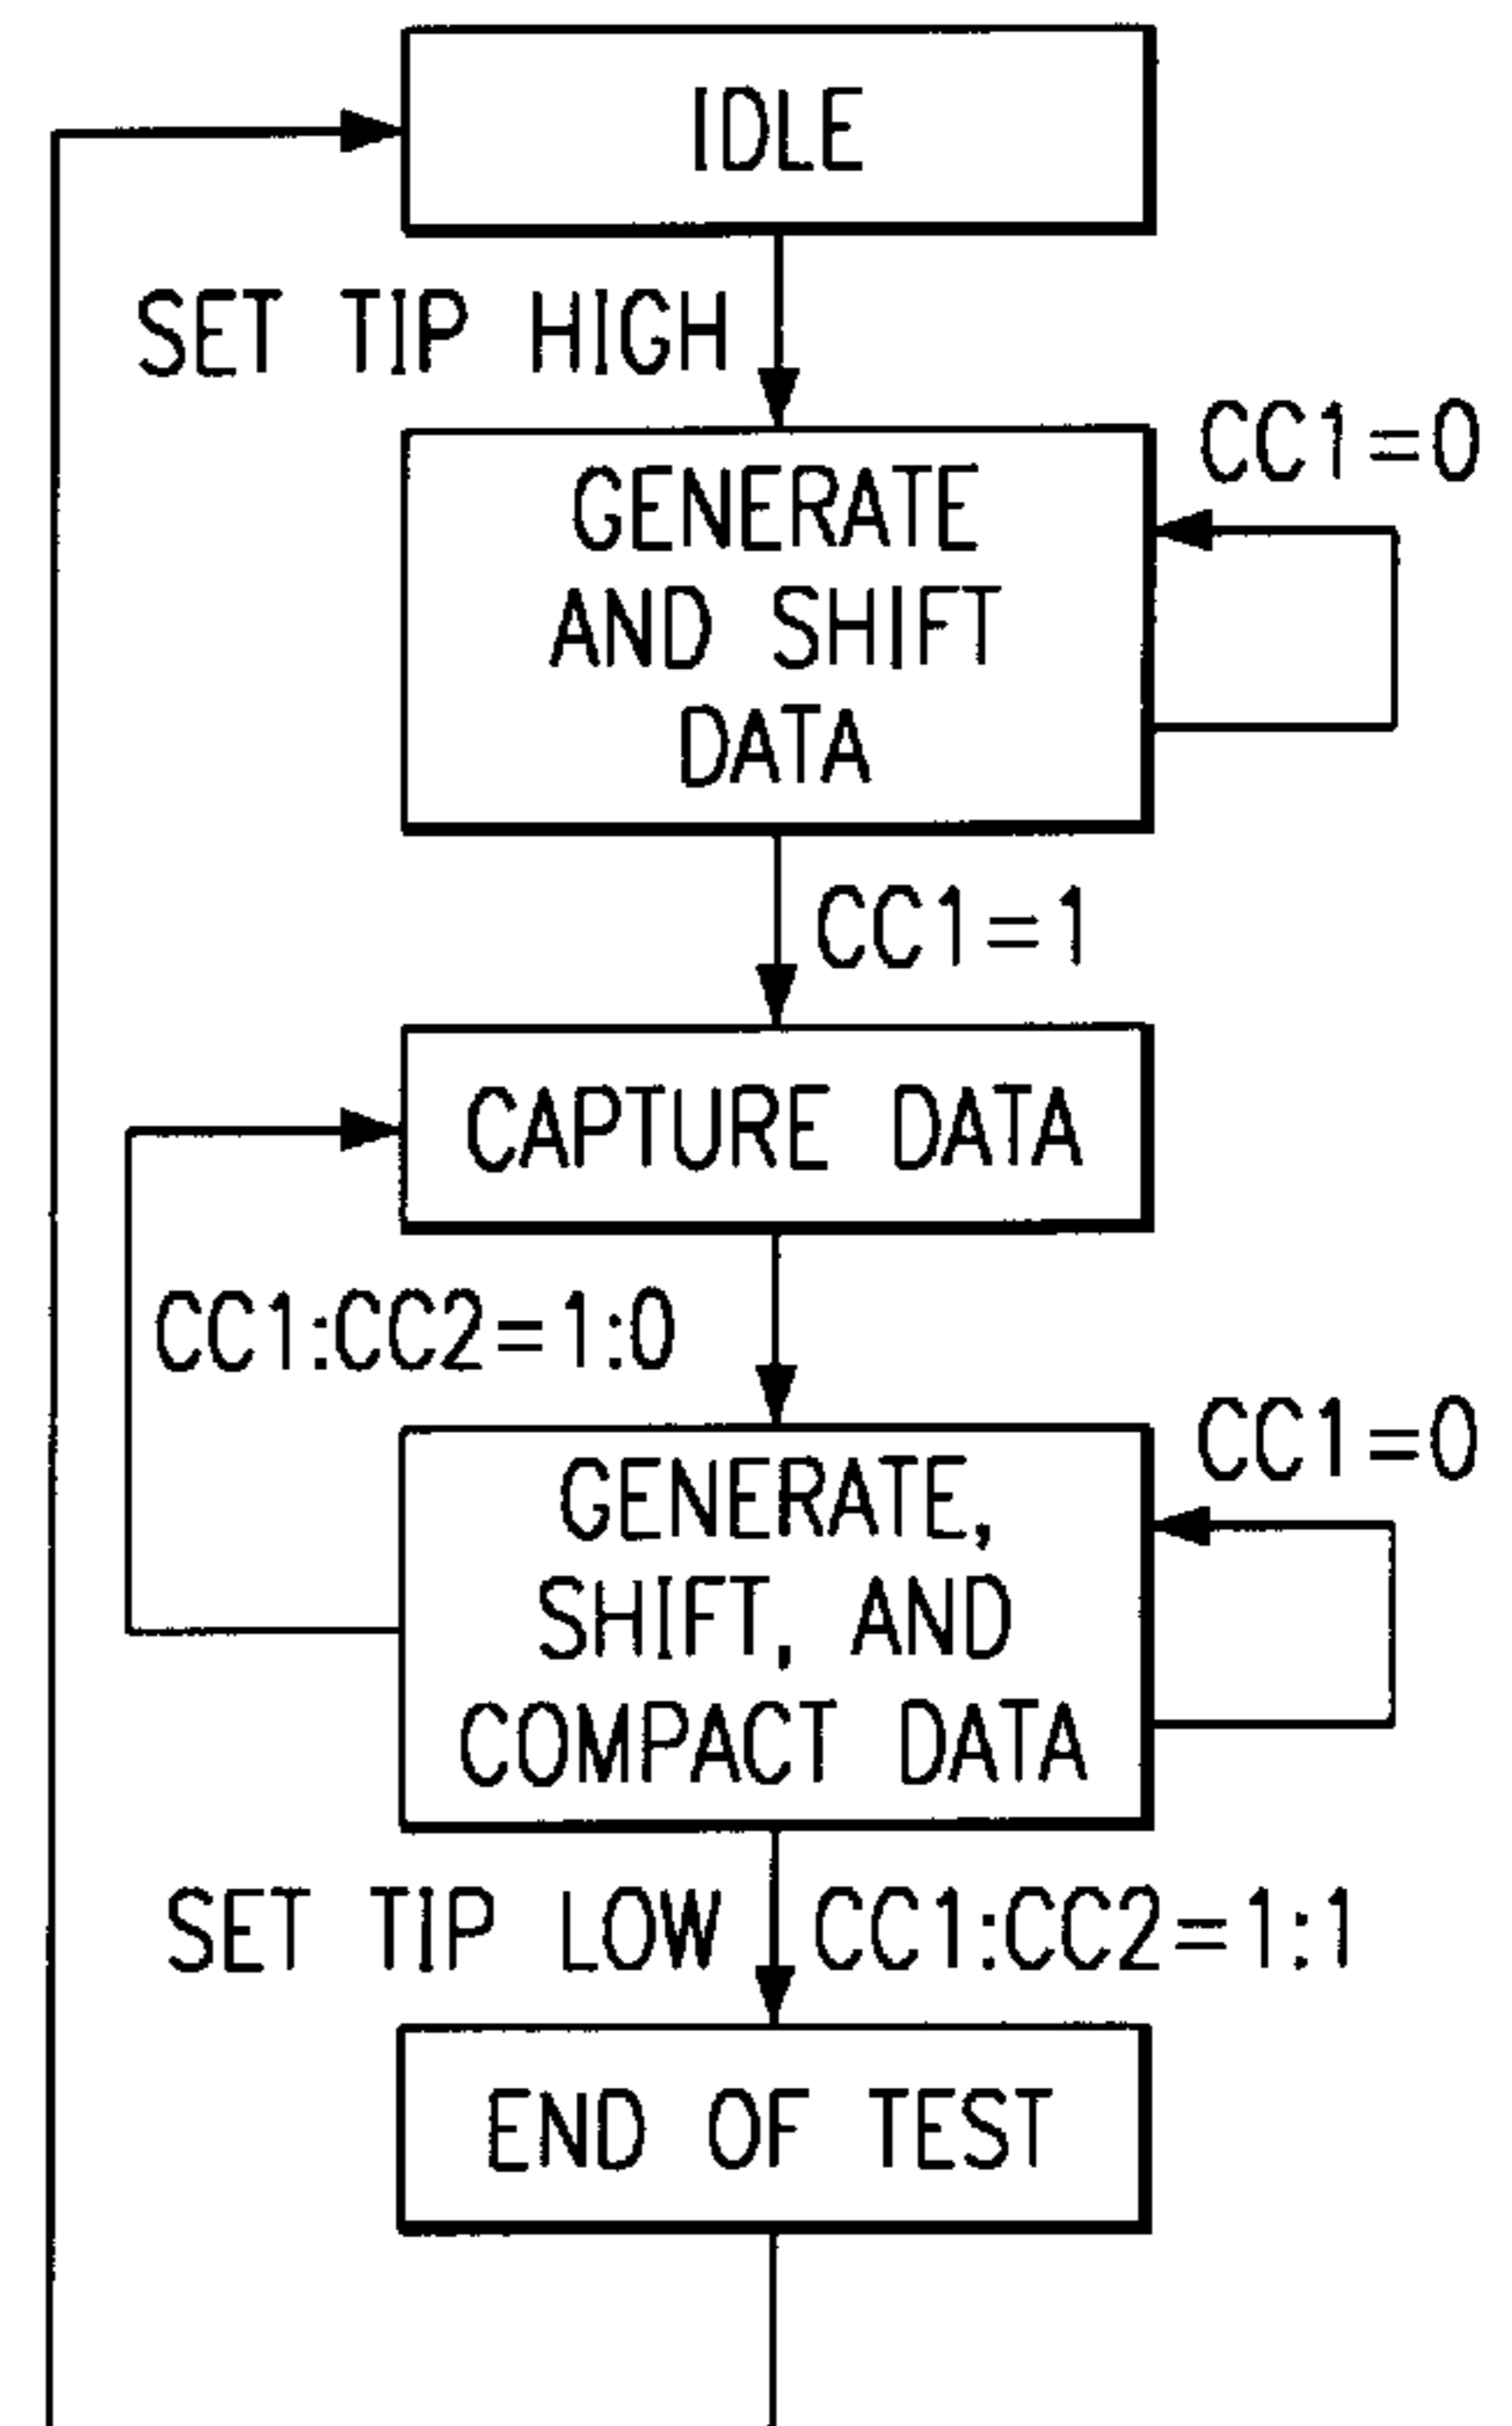 IDLE
SET TIP HIGH
CC1=0
GENERATE
AND SHIFT
DATA
CC1=1
CAPTURE DATA
CC1:CC2=1:0
CC1=0
GENERATE,
SHIFT, AND
COMPACT DATA
SET TIP LOW
CC1:CC2=1:1
END OF TEST